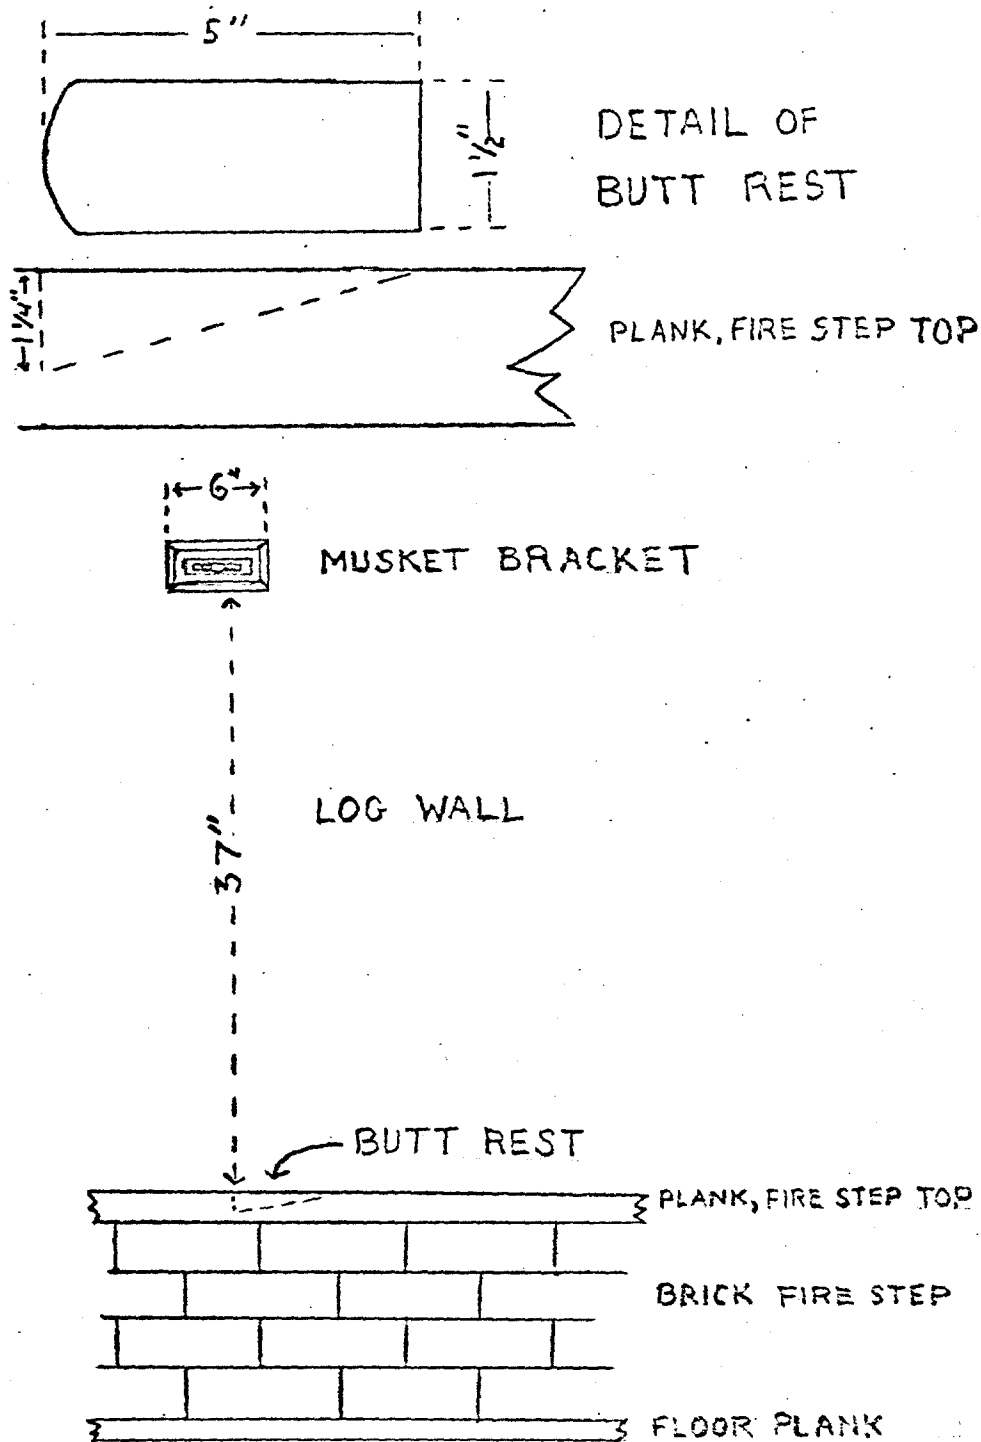 5"
1½"
DETAIL OF
BUTT REST
1¼"
PLANK, FIRE STEP TOP
6"
MUSKET BRACKET
LOG WALL
37"
BUTT REST
PLANK, FIRE STEP TOP
BRICK FIRE STEP
FLOOR PLANK